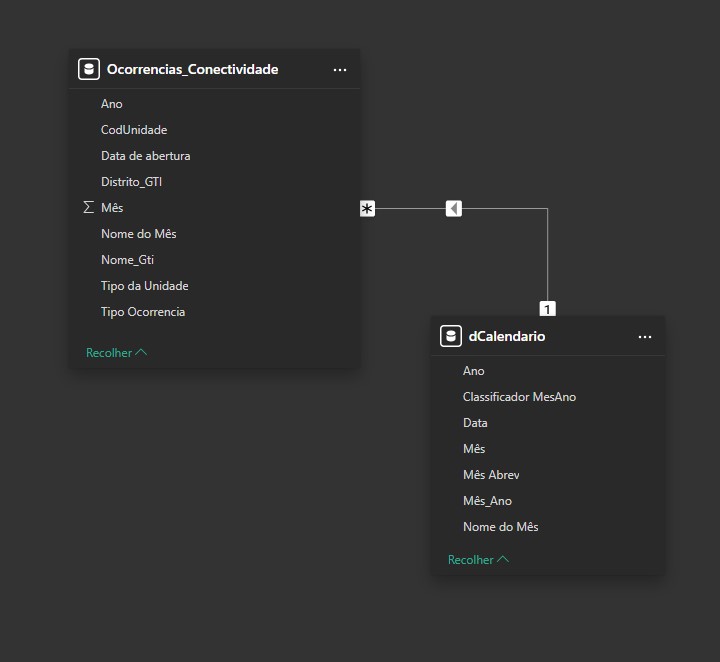 Ocorrencias_Conectividade
Ano
CodUnidade
Data de abertura
Distrito_GTI
Σ Mês
Nome do Mês
Nome_Gti
Tipo da Unidade
Tipo Ocorrencia
Recolher
*
1
dCalendario
Ano
Classificador MesAno
Data
Mês
Mês Abrev
Mês_Ano
Nome do Mês
Recolher